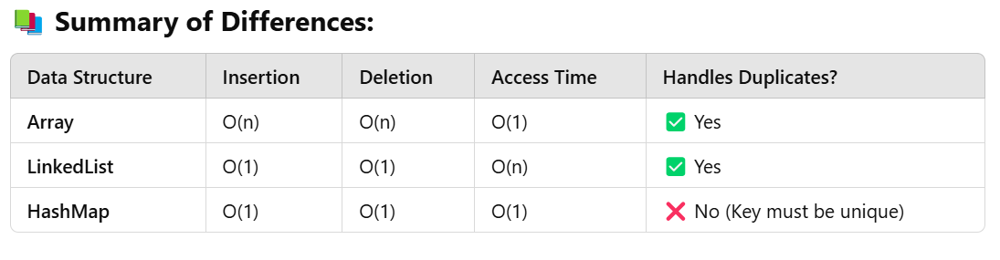 📚 Summary of Differences:
Data Structure Insertion Deletion Access Time Handles Duplicates?
Array O(n) O(n) O(1) ✅ Yes
LinkedList O(1) O(1) O(n) ✅ Yes
HashMap O(1) O(1) O(1) ❌ No (Key must be unique)